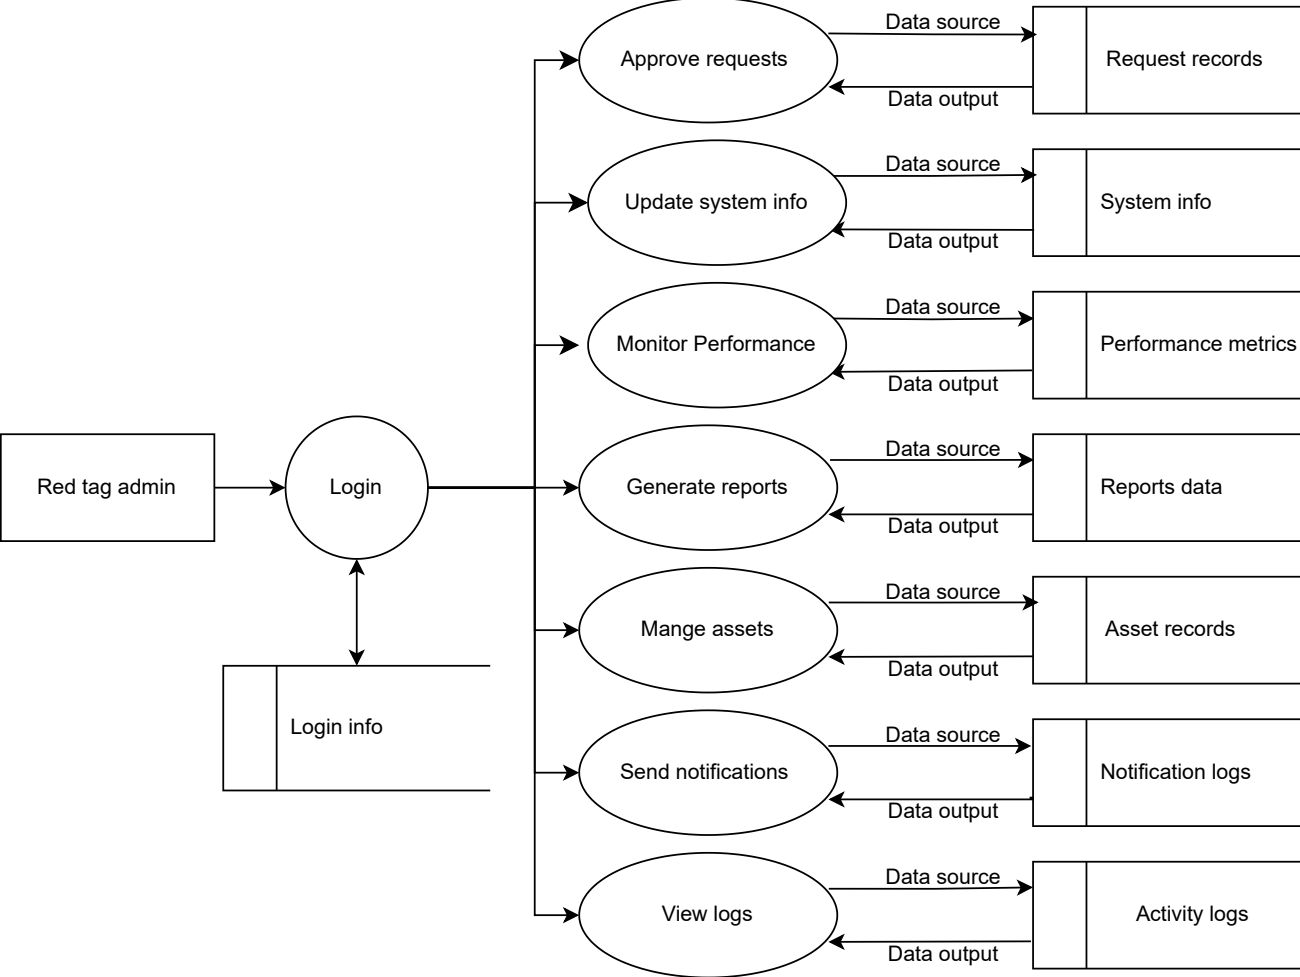 Data source
Approve requests
Request records
Data output
Data source
Update system info
System info
Data output
Data source
Monitor Performance
Performance metrics
Data output
Data source
Red tag admin
Login
Generate reports
Reports data
Data output
Data source
Mange assets
Asset records
Data output
Login info
Data source
Send notifications
Notification logs
Data output
Data source
View logs
Activity logs
Data output